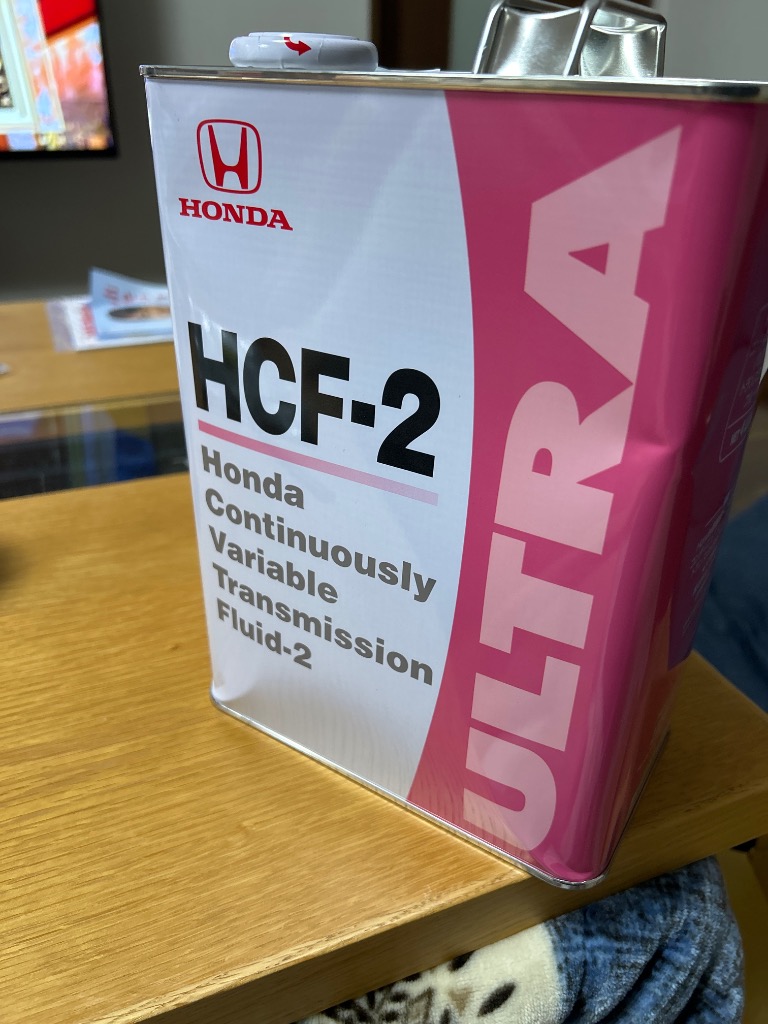 HONDA
HCF-2
Honda
Continuously
Variable
Transmission
Fluid-2
ULTRA